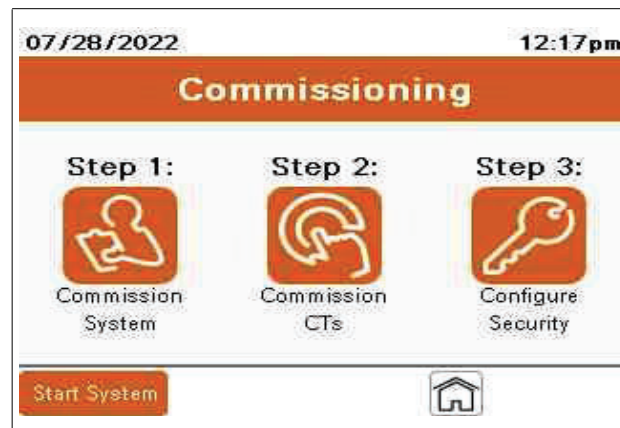 07/28/2022 12:17pm
Commissioning
Step 1: Step 2: Step 3:
Commission Commission Configure
System CTs Security
Start System